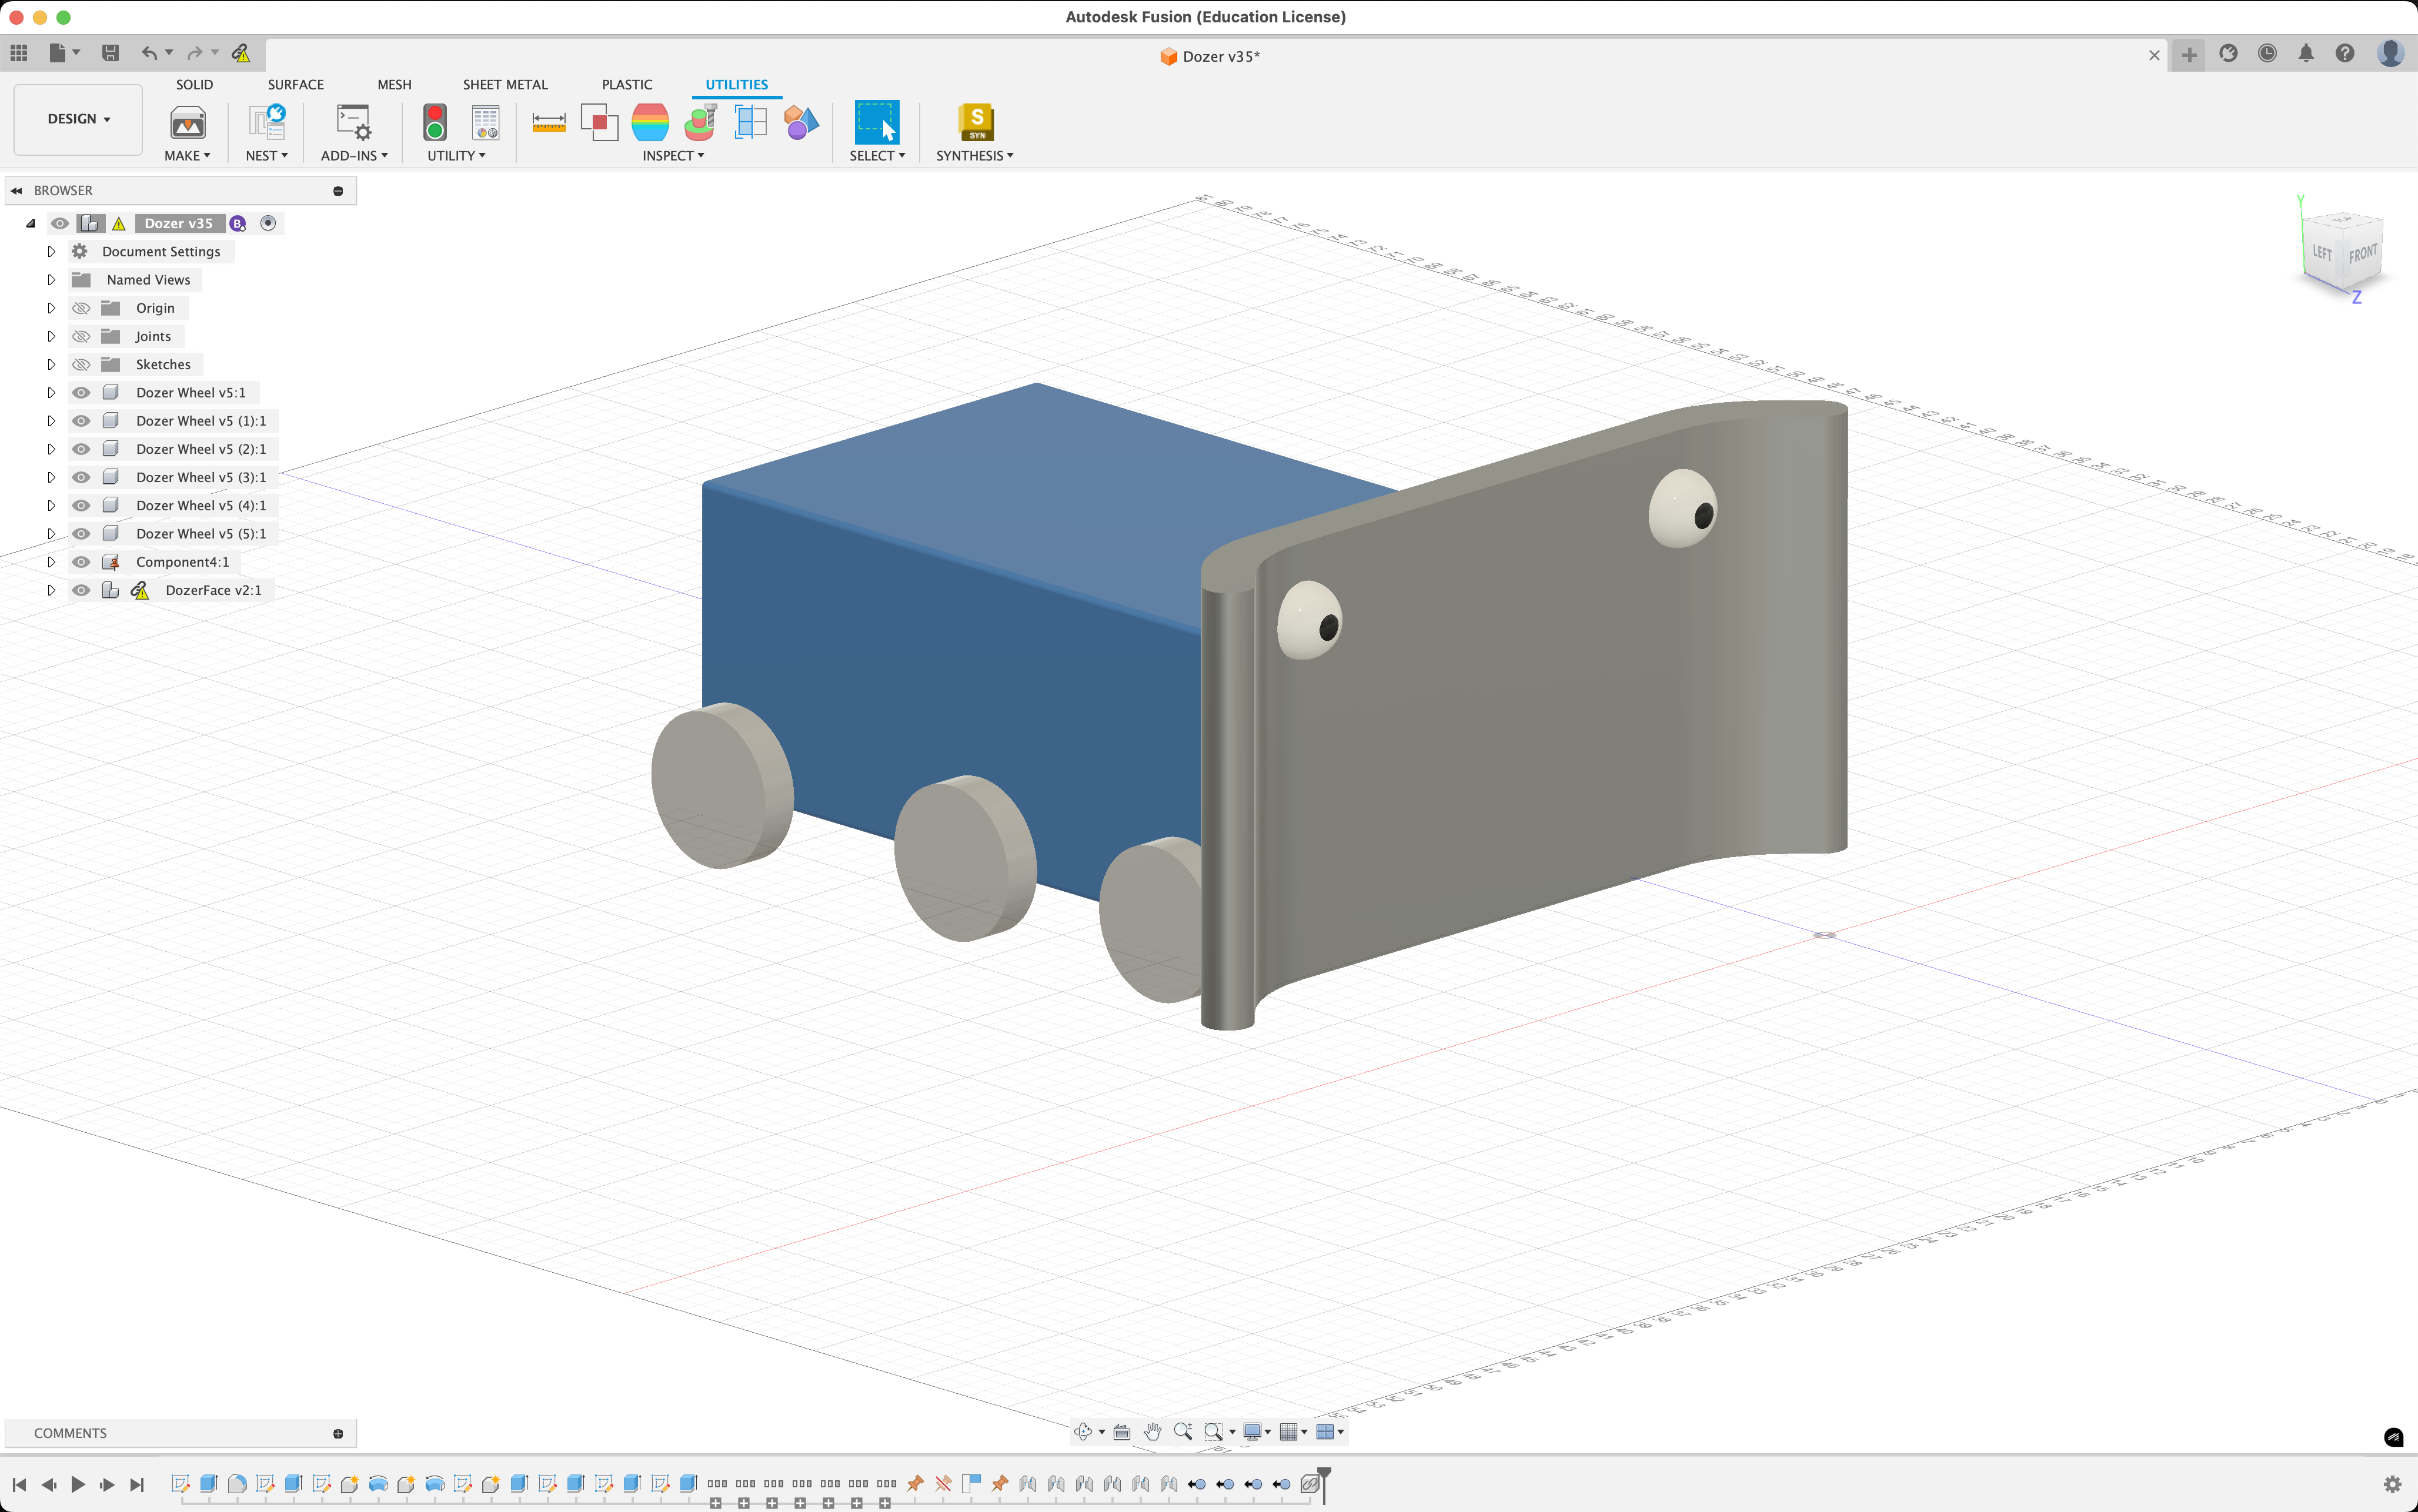 Autodesk Fusion (Education License)
Dozer v35*
SOLID SURFACE MESH SHEET METAL PLASTIC UTILITIES
DESIGN
S
SYN
MAKE NEST ADD-INS UTILITY INSPECT SELECT SYNTHESIS
BROWSER
Dozer v35 B
Document Settings
Named Views
Origin
Joints
Sketches
Dozer Wheel v5:1
Dozer Wheel v5 (1):1
Dozer Wheel v5 (2):1
Dozer Wheel v5 (3):1
Dozer Wheel v5 (4):1
Dozer Wheel v5 (5):1
Component4:1
DozerFace v2:1
Y
TOP
LEFT FRONT
Z
COMMENTS